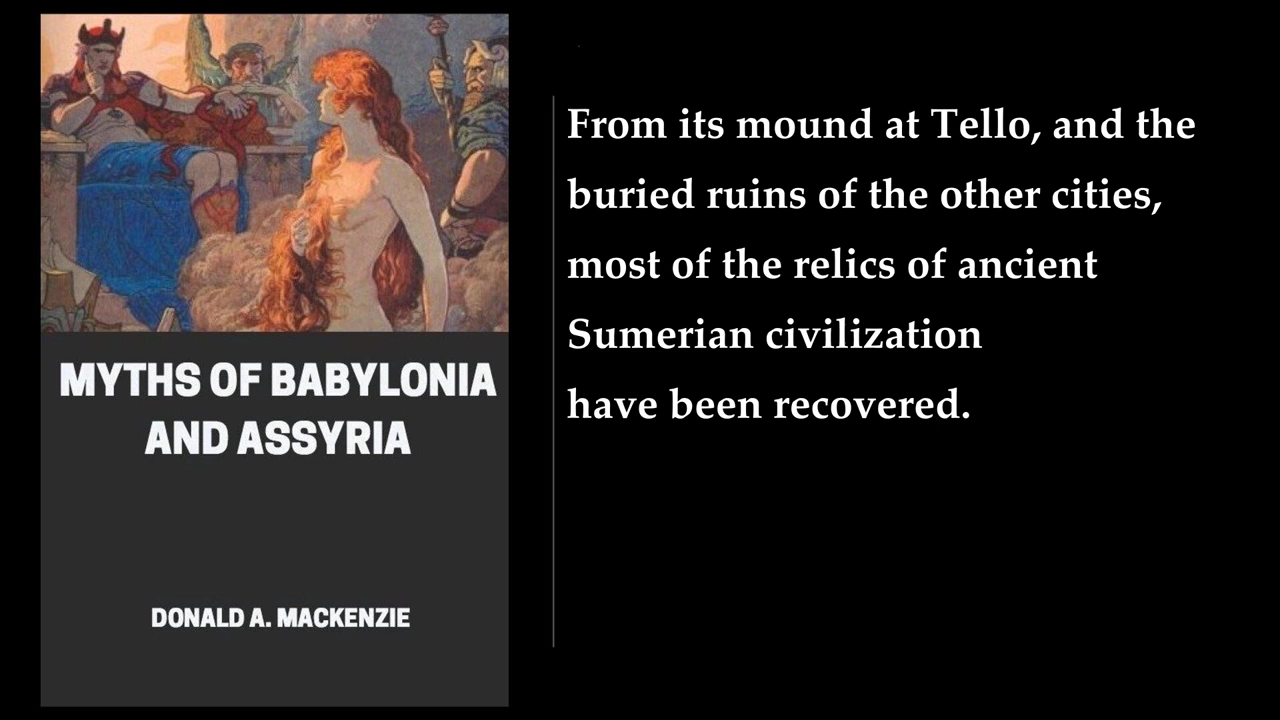 MYTHS OF BABYLONIA
AND ASSYRIA
DONALD A. MACKENZIE
From its mound at Tello, and the
buried ruins of the other cities,
most of the relics of ancient
Sumerian civilization
have been recovered.